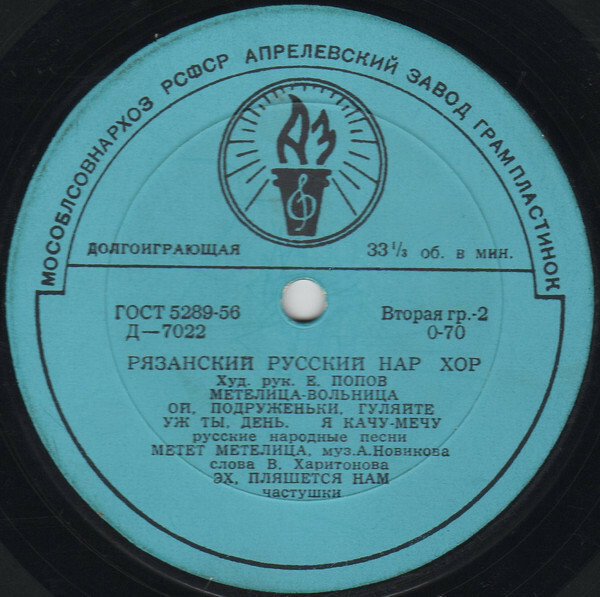 МОСОБЛСОВНАРХОЗ РСФСР АПРЕЛЕВСКИЙ ЗАВОД ГРАМПЛАСТИНОК
АЗ
ДОЛГОИГРАЮЩАЯ 33 1/3 об. в мин.
ГОСТ 5289-56 Вторая гр.-2
Д—7022 0-70
РЯЗАНСКИЙ РУССКИЙ НАР ХОР
Худ. рук. Е. ПОПОВ
МЕТЕЛИЦА-ВОЛЬНИЦА
ОЙ, ПОДРУЖЕНЬКИ, ГУЛЯЙТЕ
УЖ ТЫ, ДЕНЬ. Я КАЧУ-МЕЧУ
русские народные песни
МЕТЕТ МЕТЕЛИЦА, муз.А.Новикова
слова В. Харитонова
ЭХ, ПЛЯШЕТСЯ НАМ
частушки